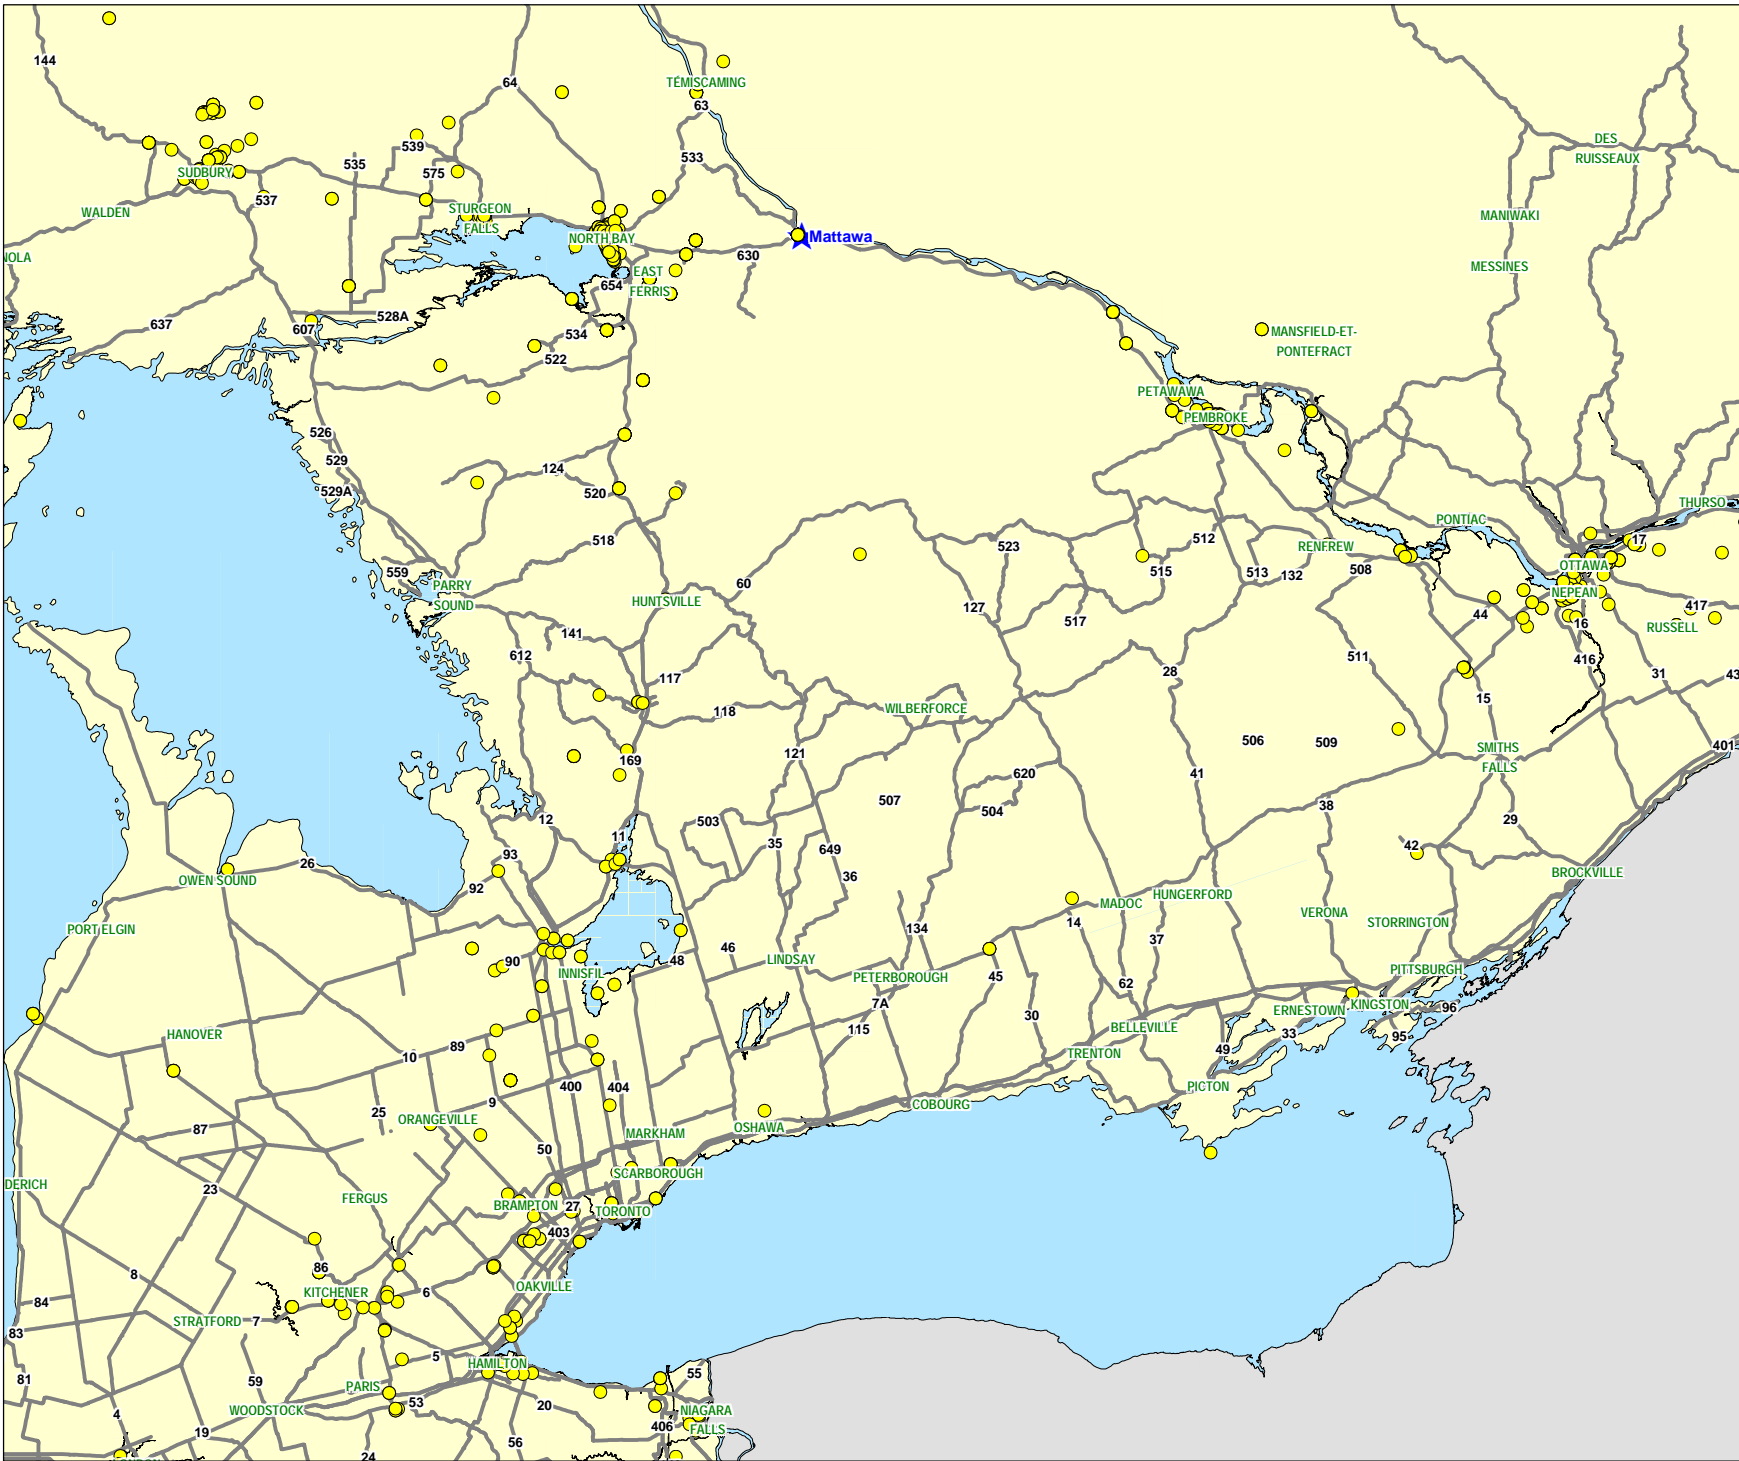 144
64
TÉMISCAMING
63
DES
RUISSEAUX
539
535
533
575
SUDBURY
537
WALDEN
STURGEON
FALLS
MANIWAKI
NORTH BAY
Mattawa
NOLA
630
EAST
FERRIS
654
MESSINES
528A
637
607
534
522
MANSFIELD-ET-
PONTEFRACT
PETAWAWA
PEMBROKE
526
529
529A
124
520
THURSO
PONTIAC
518
523
512
RENFREW
17
OTTAWA
559
PARRY
SOUND
60
HUNTSVILLE
515
513
132
508
NEPEAN
127
517
44
417
16
RUSSELL
141
612
511
416
117
28
31
43
15
118
WILBERFORCE
506
509
SMITHS
FALLS
401
169
121
620
41
507
504
38
12
503
11
29
35
649
93
42
26
OWEN SOUND
92
36
BROCKVILLE
MADOC
HUNGERFORD
VERONA
STORRINGTON
14
PORT ELGIN
134
37
46
90
INNISFIL
48
LINDSAY
PETERBOROUGH
45
62
PITTSBURGH
7A
KINGSTON
ERNESTOWN
96
HANOVER
115
30
BELLEVILLE
33
95
10
89
TRENTON
49
400
404
PICTON
9
COBOURG
25
ORANGEVILLE
87
OSHAWA
MARKHAM
50
SCARBOROUGH
DERICH
23
FERGUS
BRAMPTON
27
TORONTO
403
8
86
OAKVILLE
KITCHENER
6
84
STRATFORD
7
83
5
HAMILTON
81
59
PARIS
55
53
20
WOODSTOCK
4
NIAGARA
FALLS
406
19
56
24
LONDON